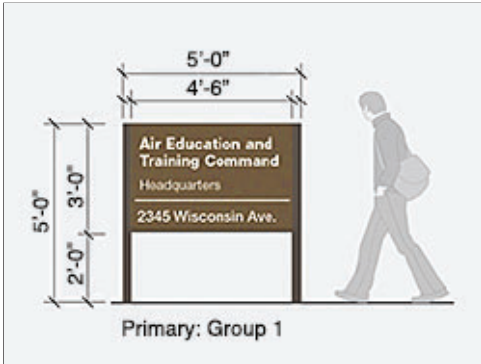 5'-0"
4'-6"
Air Education and
Training Command
Headquarters
2345 Wisconsin Ave.
5'-0"
3'-0"
2'-0"
Primary: Group 1